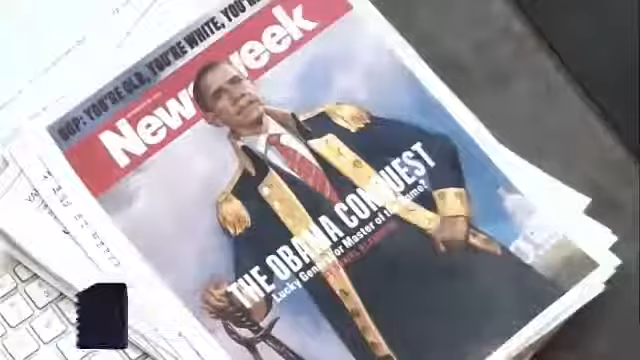 GOP: YOU'RE OLD, YOU'RE WHITE, YOU'RE
Newsweek
THE OBAMA CONQUEST
Lucky General or Master of the Game?